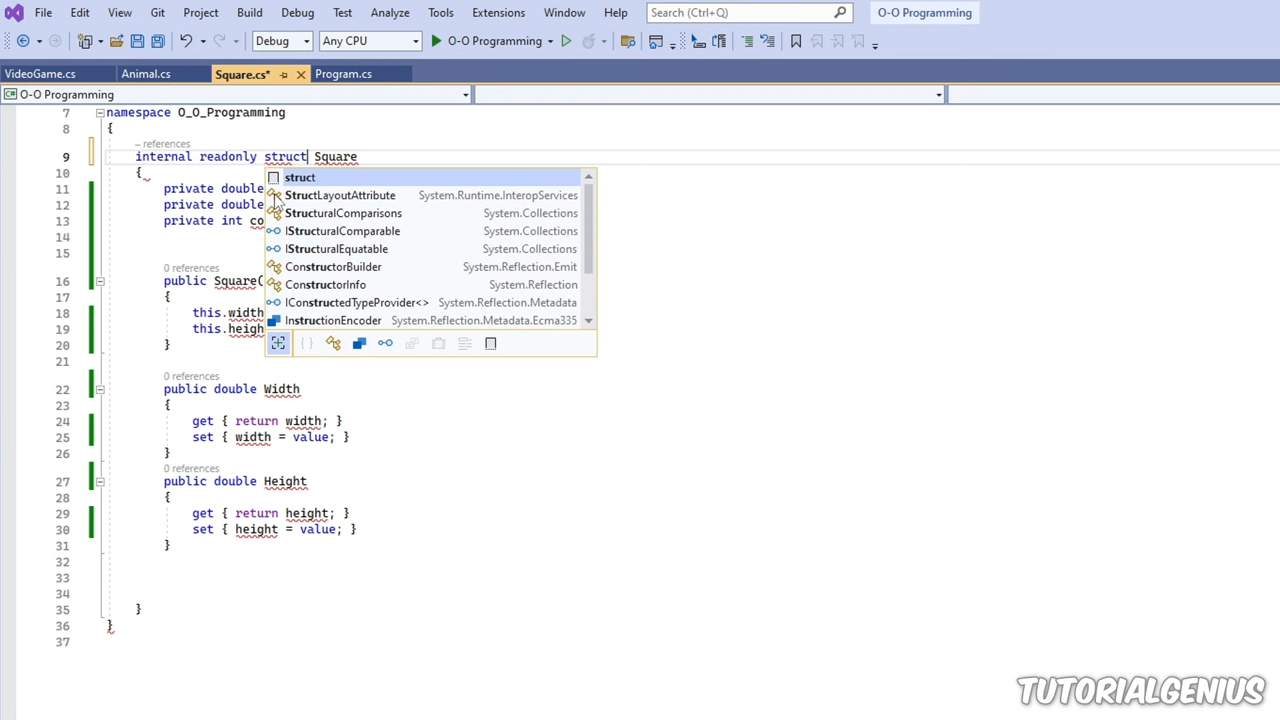 File Edit View Git Project Build Debug Test Analyze Tools Extensions Window Help Search (Ctrl+Q) O-O Programming
Debug Any CPU O-O Programming
VideoGame.cs Animal.cs Square.cs* Program.cs
O-O Programming
7 namespace O_O_Programming
8 {
– references
9 internal readonly struct Square
10 {
struct
11 private double
StructLayoutAttribute System.Runtime.InteropServices
12 private double
StructuralComparisons System.Collections
13 private int co
IStructuralComparable System.Collections
14
IStructuralEquatable System.Collections
15
0 references
ConstructorBuilder System.Reflection.Emit
16 public Square(
ConstructorInfo System.Reflection
17 {
IConstructedTypeProvider<> System.Reflection.Metadata
18 this.width
InstructionEncoder System.Reflection.Metadata.Ecma335
19 this.heigh
20 }
21
0 references
22 public double Width
23 {
24 get { return width; }
25 set { width = value; }
26 }
0 references
27 public double Height
28 {
29 get { return height; }
30 set { height = value; }
31 }
32
33
34
35 }
36 }
37
TUTORIALGENIUS